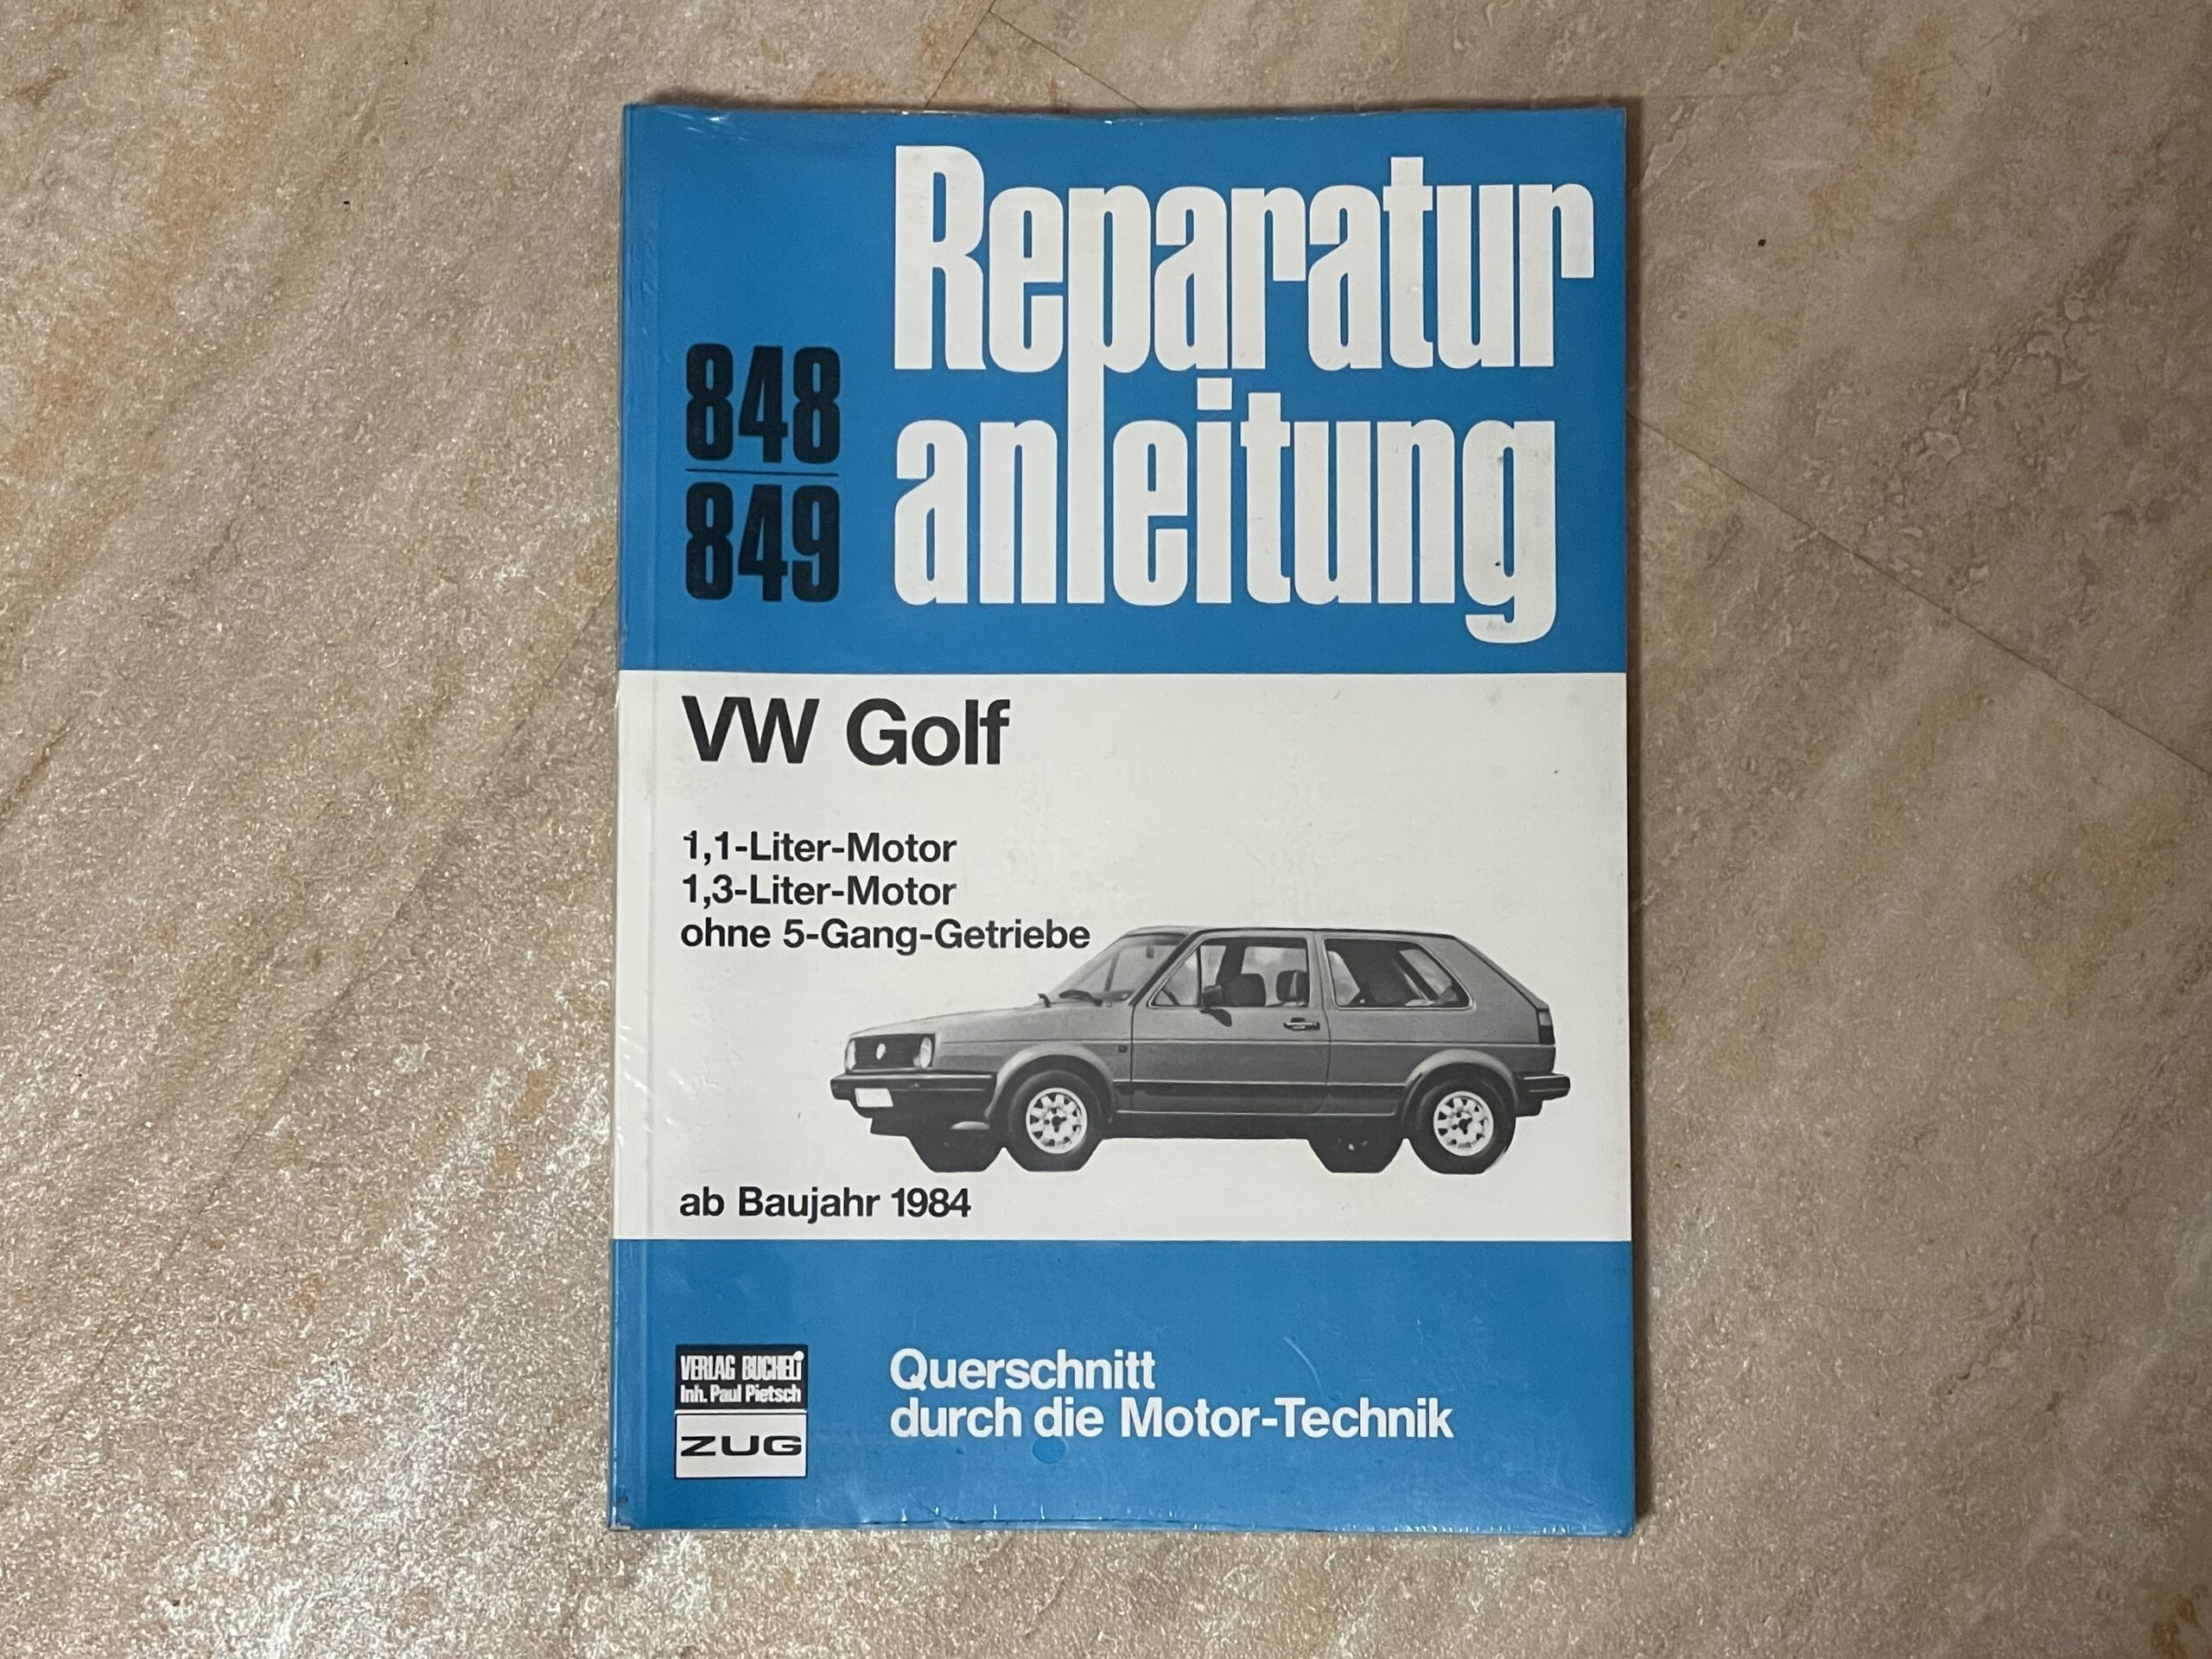 Reparatur
anleitung
848
849
VW Golf
1,1-Liter-Motor
1,3-Liter-Motor
ohne 5-Gang-Getriebe
ab Baujahr 1984
VERLAG BUCHELI
Inh. Paul Pietsch
ZUG
Querschnitt
durch die Motor-Technik